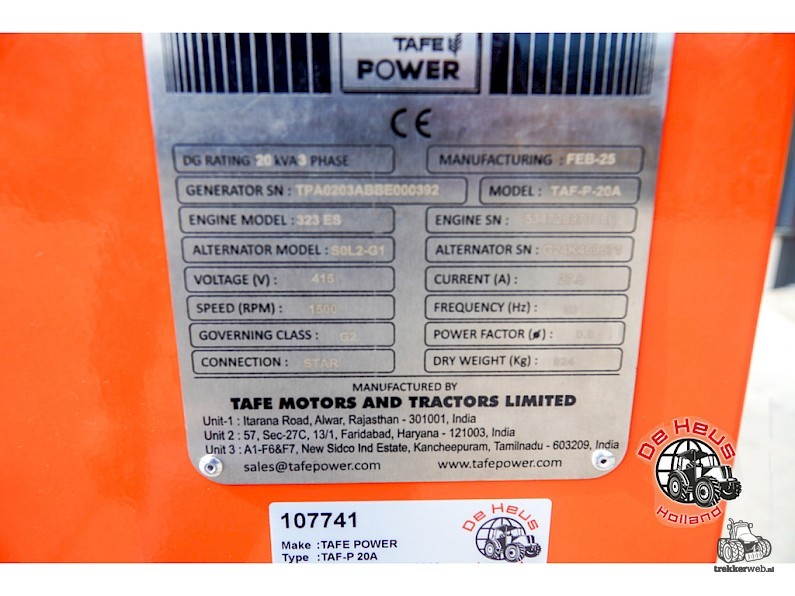 TAFE
POWER
CE
DG RATING 20 kVA 3 PHASE MANUFACTURING : FEB-25
GENERATOR SN : TPA0203ABBE000392 MODEL : TAF-P-20A
ENGINE MODEL : 323 ES ENGINE SN :
ALTERNATOR MODEL : S0L2-G1 ALTERNATOR SN :
VOLTAGE (V) : 415 CURRENT (A) :
SPEED (RPM) : 1500 FREQUENCY (Hz) :
GOVERNING CLASS : G2 POWER FACTOR (ø) : 0.8
CONNECTION : STAR DRY WEIGHT (Kg) : 824
MANUFACTURED BY
TAFE MOTORS AND TRACTORS LIMITED
Unit-1 : Itarana Road, Alwar, Rajasthan - 301001, India
Unit 2 : 57, Sec-27C, 13/1, Faridabad, Haryana - 121003, India
Unit 3 : A1-F6&F7, New Sidco Ind Estate, Kancheepuram, Tamilnadu - 603209, India
sales@tafepower.com www.tafepower.com
De Heus
Holland
107741
De Heus
Make : TAFE POWER
Type : TAF-P 20A
trekkerweb.nl